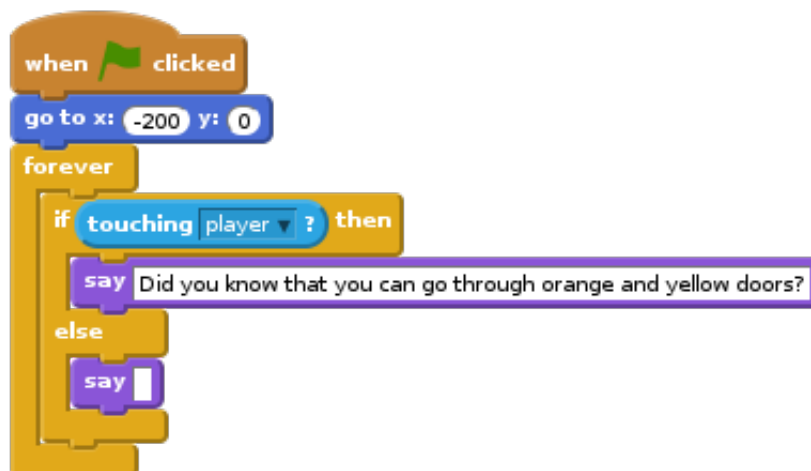 when clicked
go to x: -200 y: 0
forever
if touching player ? then
say Did you know that you can go through orange and yellow doors?
else
say